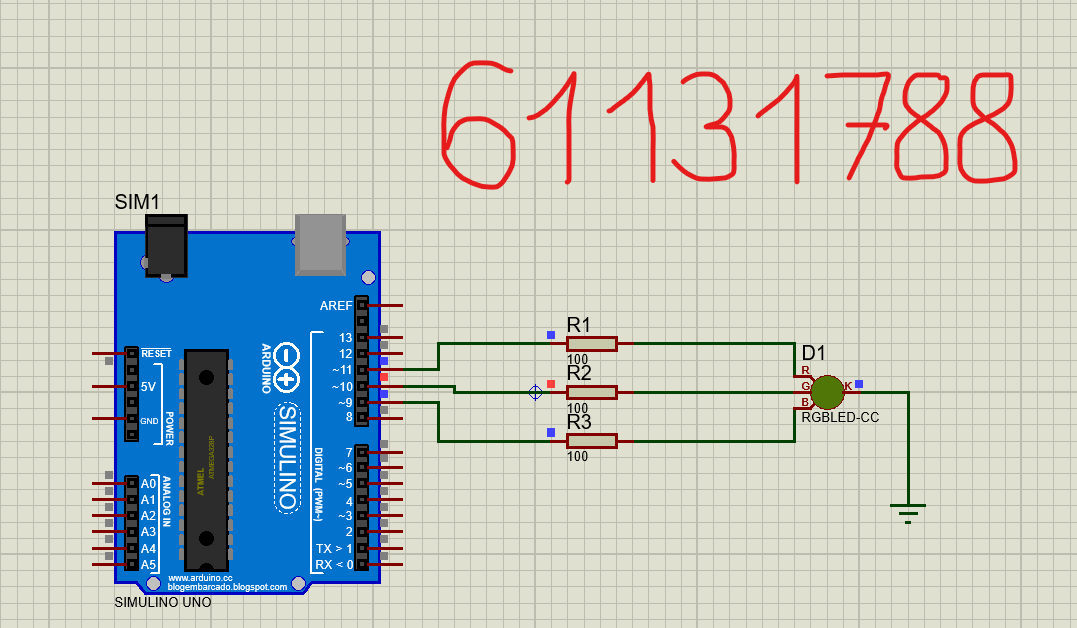 61131788
SIM1
AREF
13
12
~11
~10
~9
8
7
~6
~5
4
~3
2
TX > 1
RX < 0
RESET
5V
GND
POWER
A0
A1
A2
A3
A4
A5
ANALOG IN
ATMEL
ATMEGA328P
ARDUINO
SIMULINO
DIGITAL (PWM~)
www.arduino.cc
blogembarcado.blogspot.com
SIMULINO UNO
R1
100
R2
100
R3
100
D1
R
G
B
K
RGBLED-CC